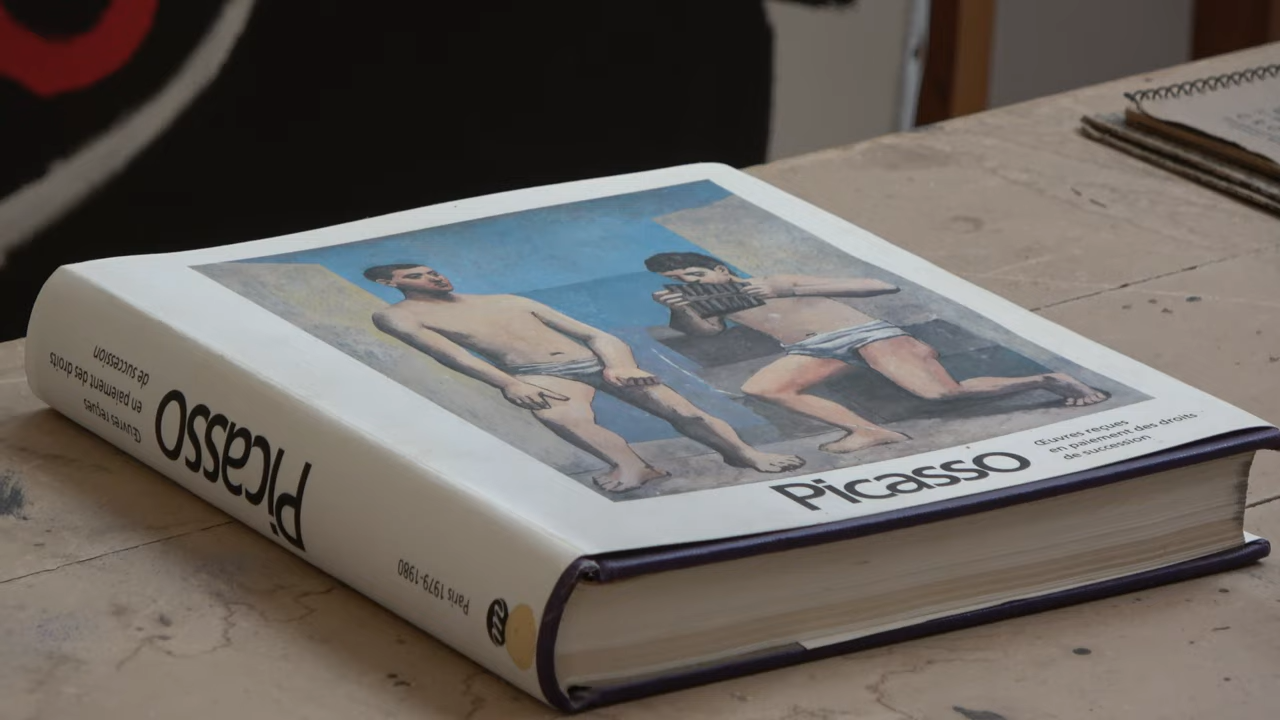 Picasso
Œuvres reçues
en paiement des droits
de succession
Œuvres reçues
en paiement des droits
de succession
Picasso
Paris 1979-1980